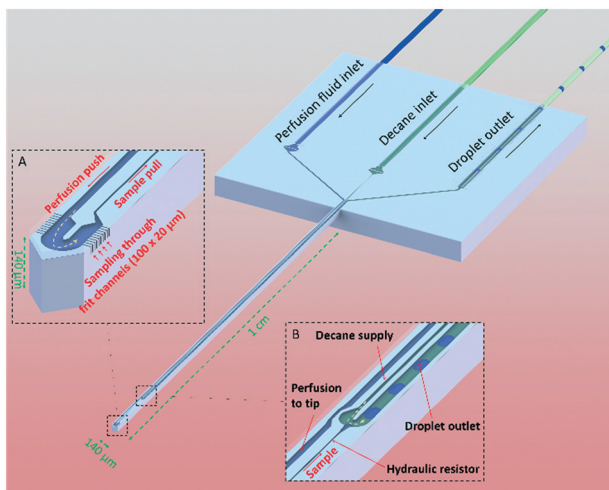 Perfusion fluid inlet
Decane inlet
Droplet outlet
A
Perfusion push
Sample pull
Sampling through
frit channels (100 x 20 µm)
140 µm
1 cm
140 µm
B
Decane supply
Perfusion
to tip
Droplet outlet
Sample
Hydraulic resistor